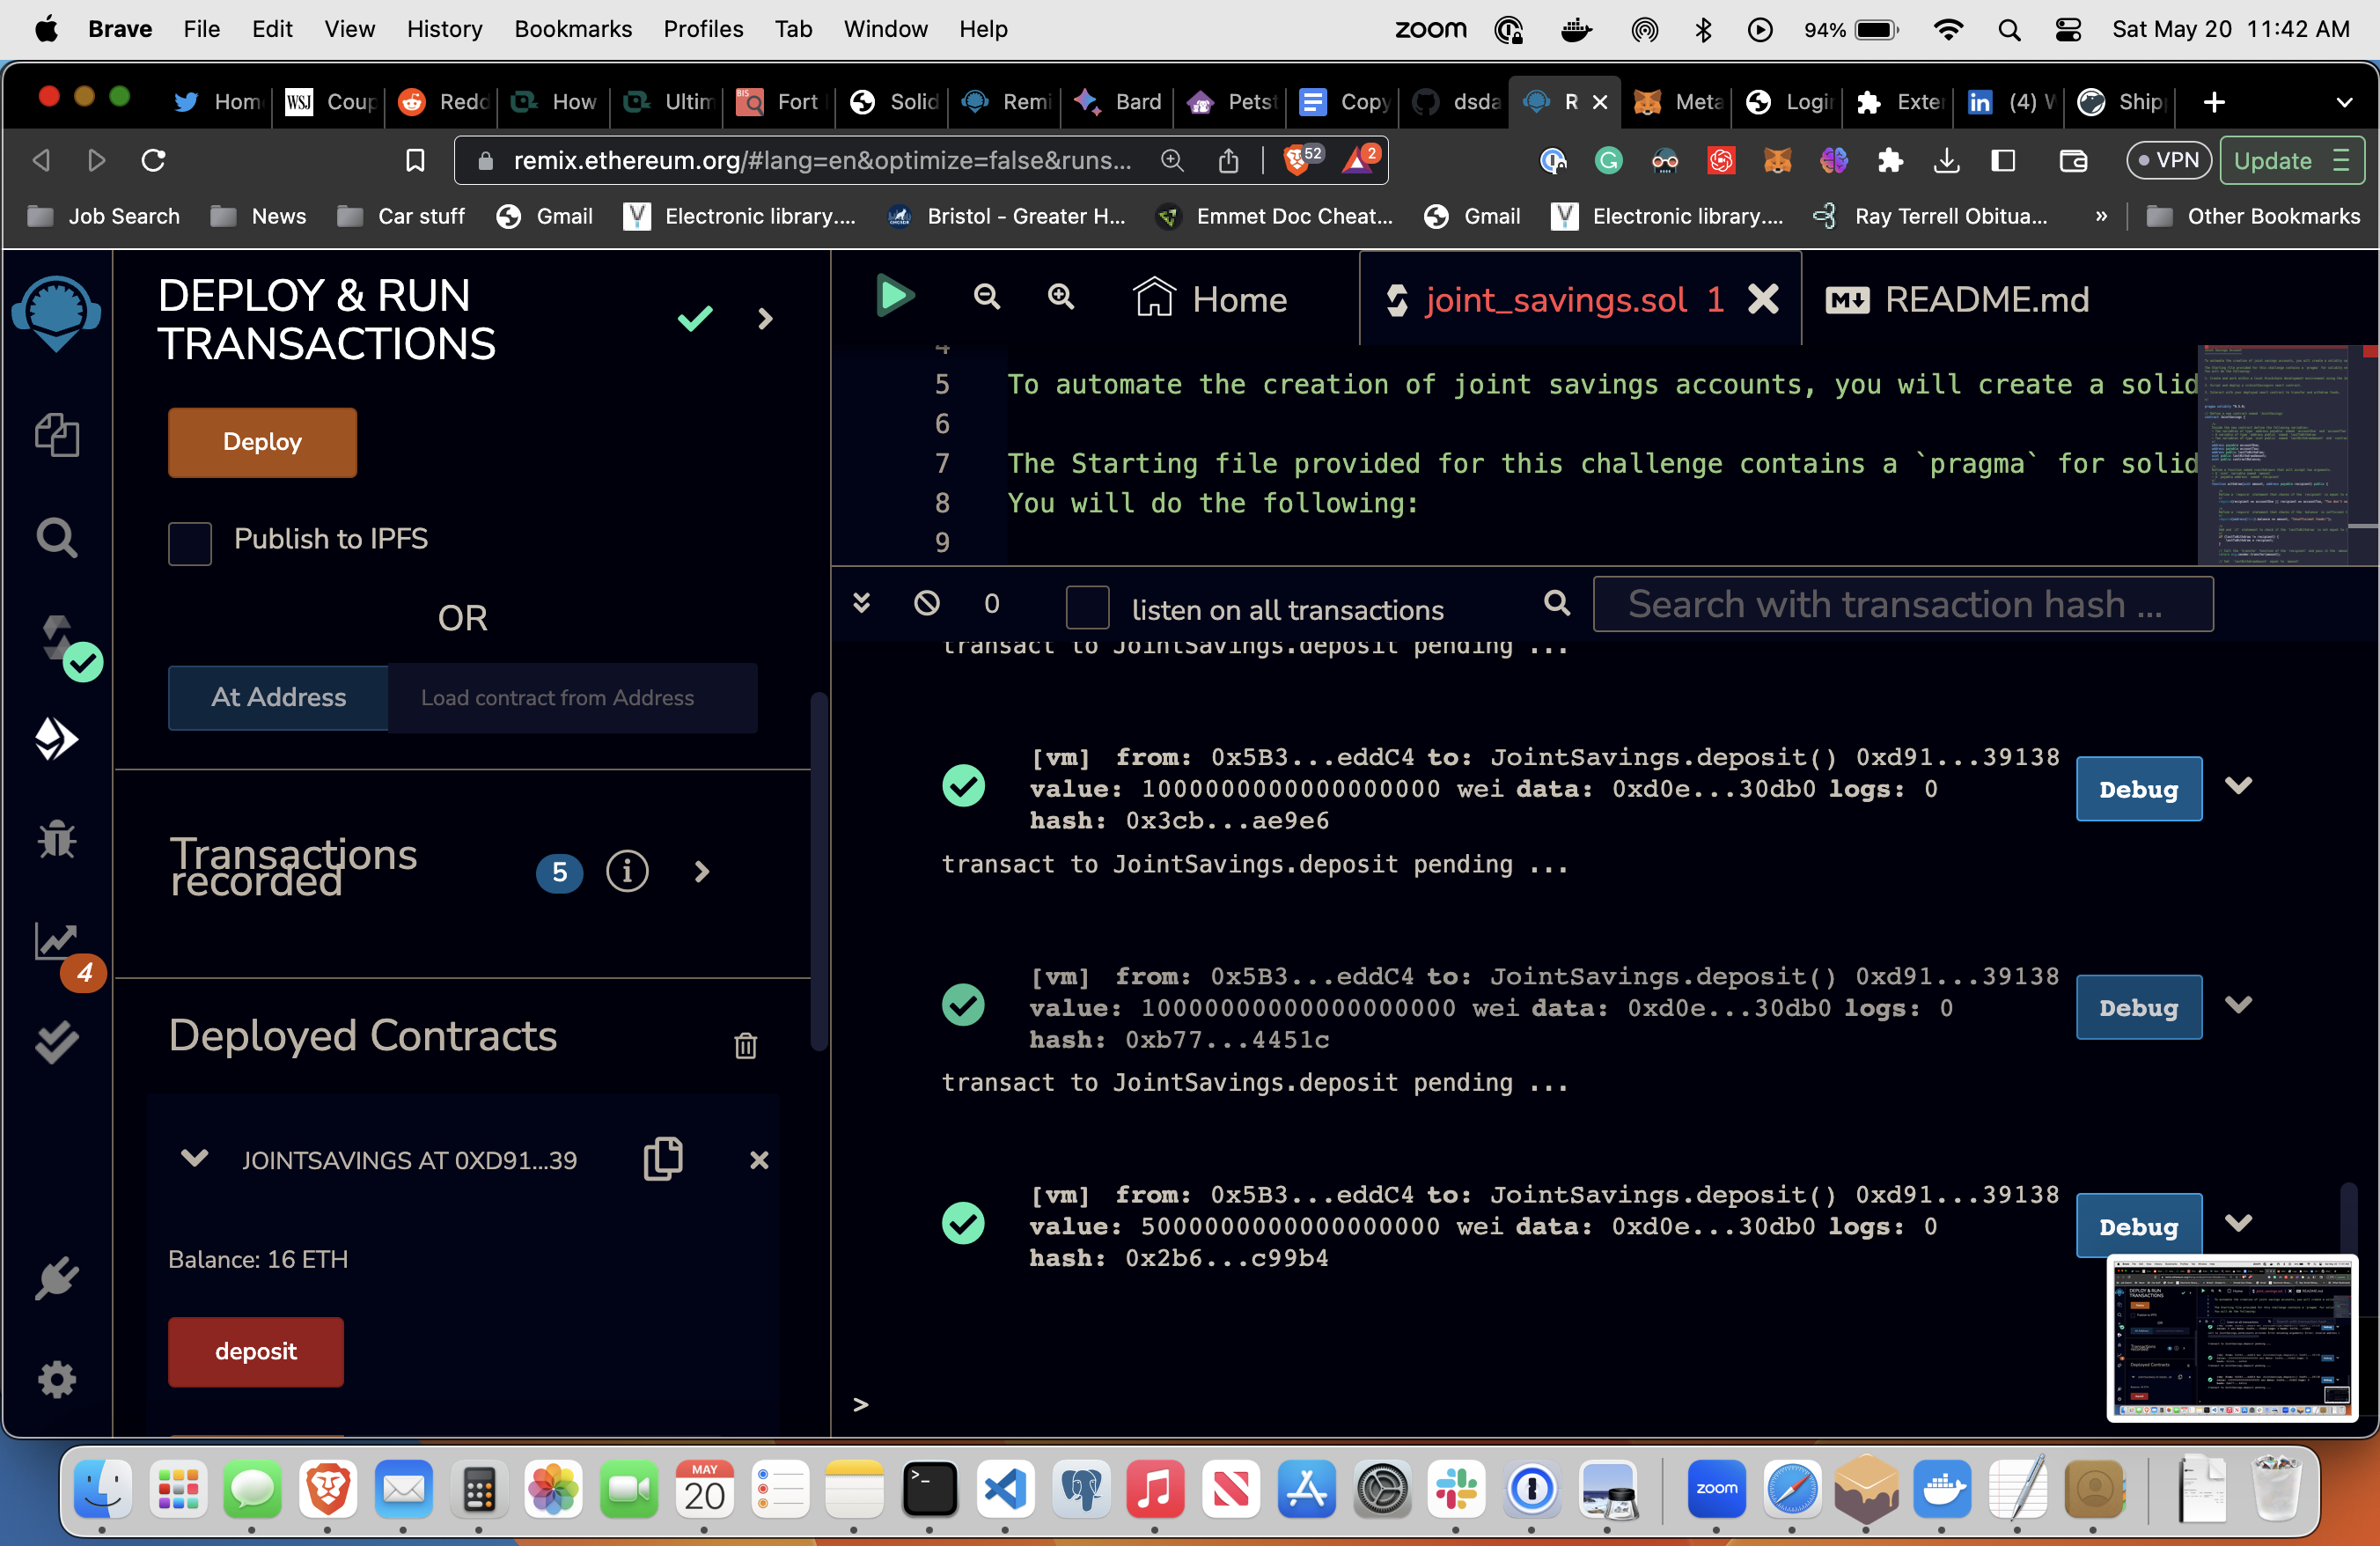 Brave File Edit View History Bookmarks Profiles Tab Window Help zoom 94% Sat May 20 11:42 AM
Hom WSJ Coup Redd How Ultim BIS Fort Solid Remi Bard Petst Copy dsda R Meta Login Exter in (4) W Ship
remix.ethereum.org/#lang=en&optimize=false&runs... 52 2 VPN Update
Job Search News Car stuff Gmail Electronic library.... Bristol - Greater H... Emmet Doc Cheat... Gmail Electronic library.... Ray Terrell Obitua... » Other Bookmarks
DEPLOY & RUN
TRANSACTIONS
Deploy
Publish to IPFS
OR
At Address Load contract from Address
Transactions
recorded
5
4
Deployed Contracts
JOINTSAVINGS AT 0XD91...39
Balance: 16 ETH
deposit
Home joint_savings.sol 1 README.md
4
5 To automate the creation of joint savings accounts, you will create a solid
6
7 The Starting file provided for this challenge contains a `pragma` for solid
8 You will do the following:
9
0 listen on all transactions Search with transaction hash ...
transact to JointSavings.deposit pending ...
[vm] from: 0x5B3...eddC4 to: JointSavings.deposit() 0xd91...39138
value: 1000000000000000000 wei data: 0xd0e...30db0 logs: 0
hash: 0x3cb...ae9e6
Debug
transact to JointSavings.deposit pending ...
[vm] from: 0x5B3...eddC4 to: JointSavings.deposit() 0xd91...39138
value: 10000000000000000000 wei data: 0xd0e...30db0 logs: 0
hash: 0xb77...4451c
Debug
transact to JointSavings.deposit pending ...
[vm] from: 0x5B3...eddC4 to: JointSavings.deposit() 0xd91...39138
value: 5000000000000000000 wei data: 0xd0e...30db0 logs: 0
hash: 0x2b6...c99b4
Debug
>
MAY
20
zoom